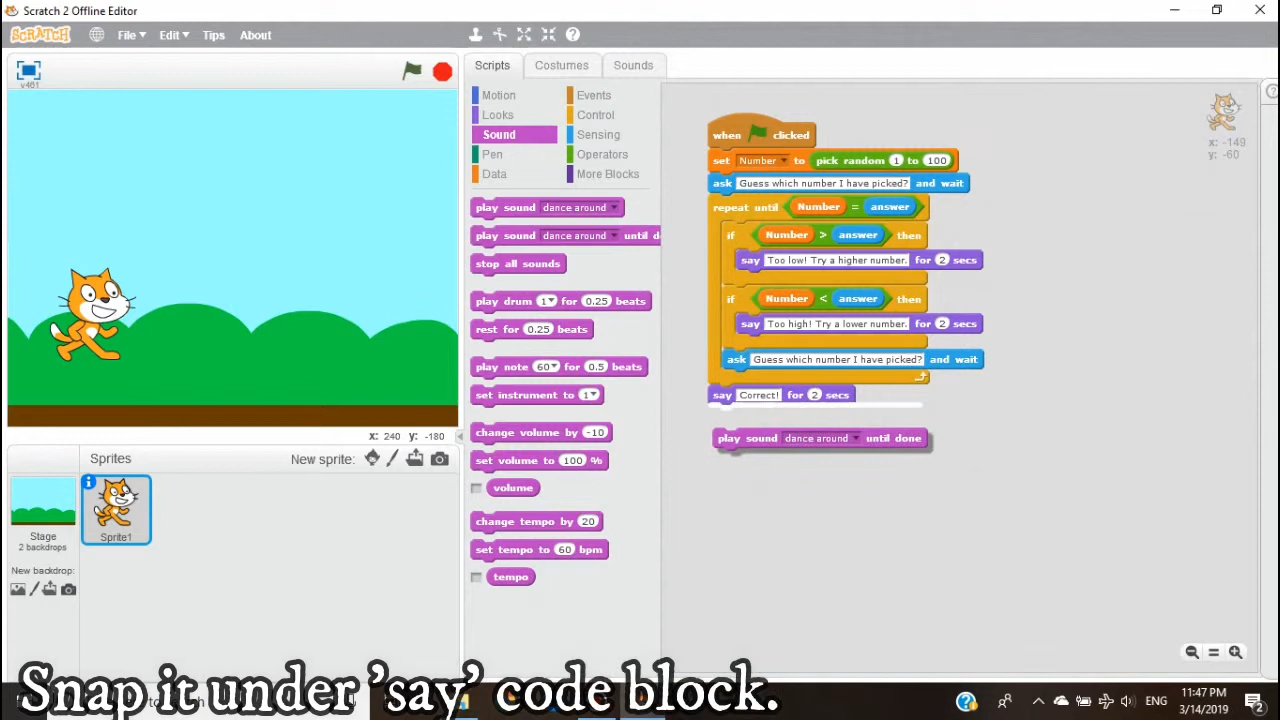 Scratch 2 Offline Editor
SCRATCH File Edit Tips About
v461
Scripts Costumes Sounds
Motion Events
Looks Control
Sound Sensing
Pen Operators
Data More Blocks
play sound dance around
play sound dance around until d
stop all sounds
play drum 1 for 0.25 beats
rest for 0.25 beats
play note 60 for 0.5 beats
set instrument to 1
change volume by -10
set volume to 100 %
volume
change tempo by 20
set tempo to 60 bpm
tempo
when clicked
set Number to pick random 1 to 100
ask Guess which number I have picked? and wait
repeat until Number = answer
if Number > answer then
say Too low! Try a higher number. for 2 secs
if Number < answer then
say Too high! Try a lower number. for 2 secs
ask Guess which number I have picked? and wait
say Correct! for 2 secs
play sound dance around until done
x: -149
y: -60
x: 240 y: -180
Sprites New sprite:
Stage
2 backdrops
Sprite1
New backdrop:
Snap it under 'say' code block.
ENG
11:47 PM
3/14/2019
2